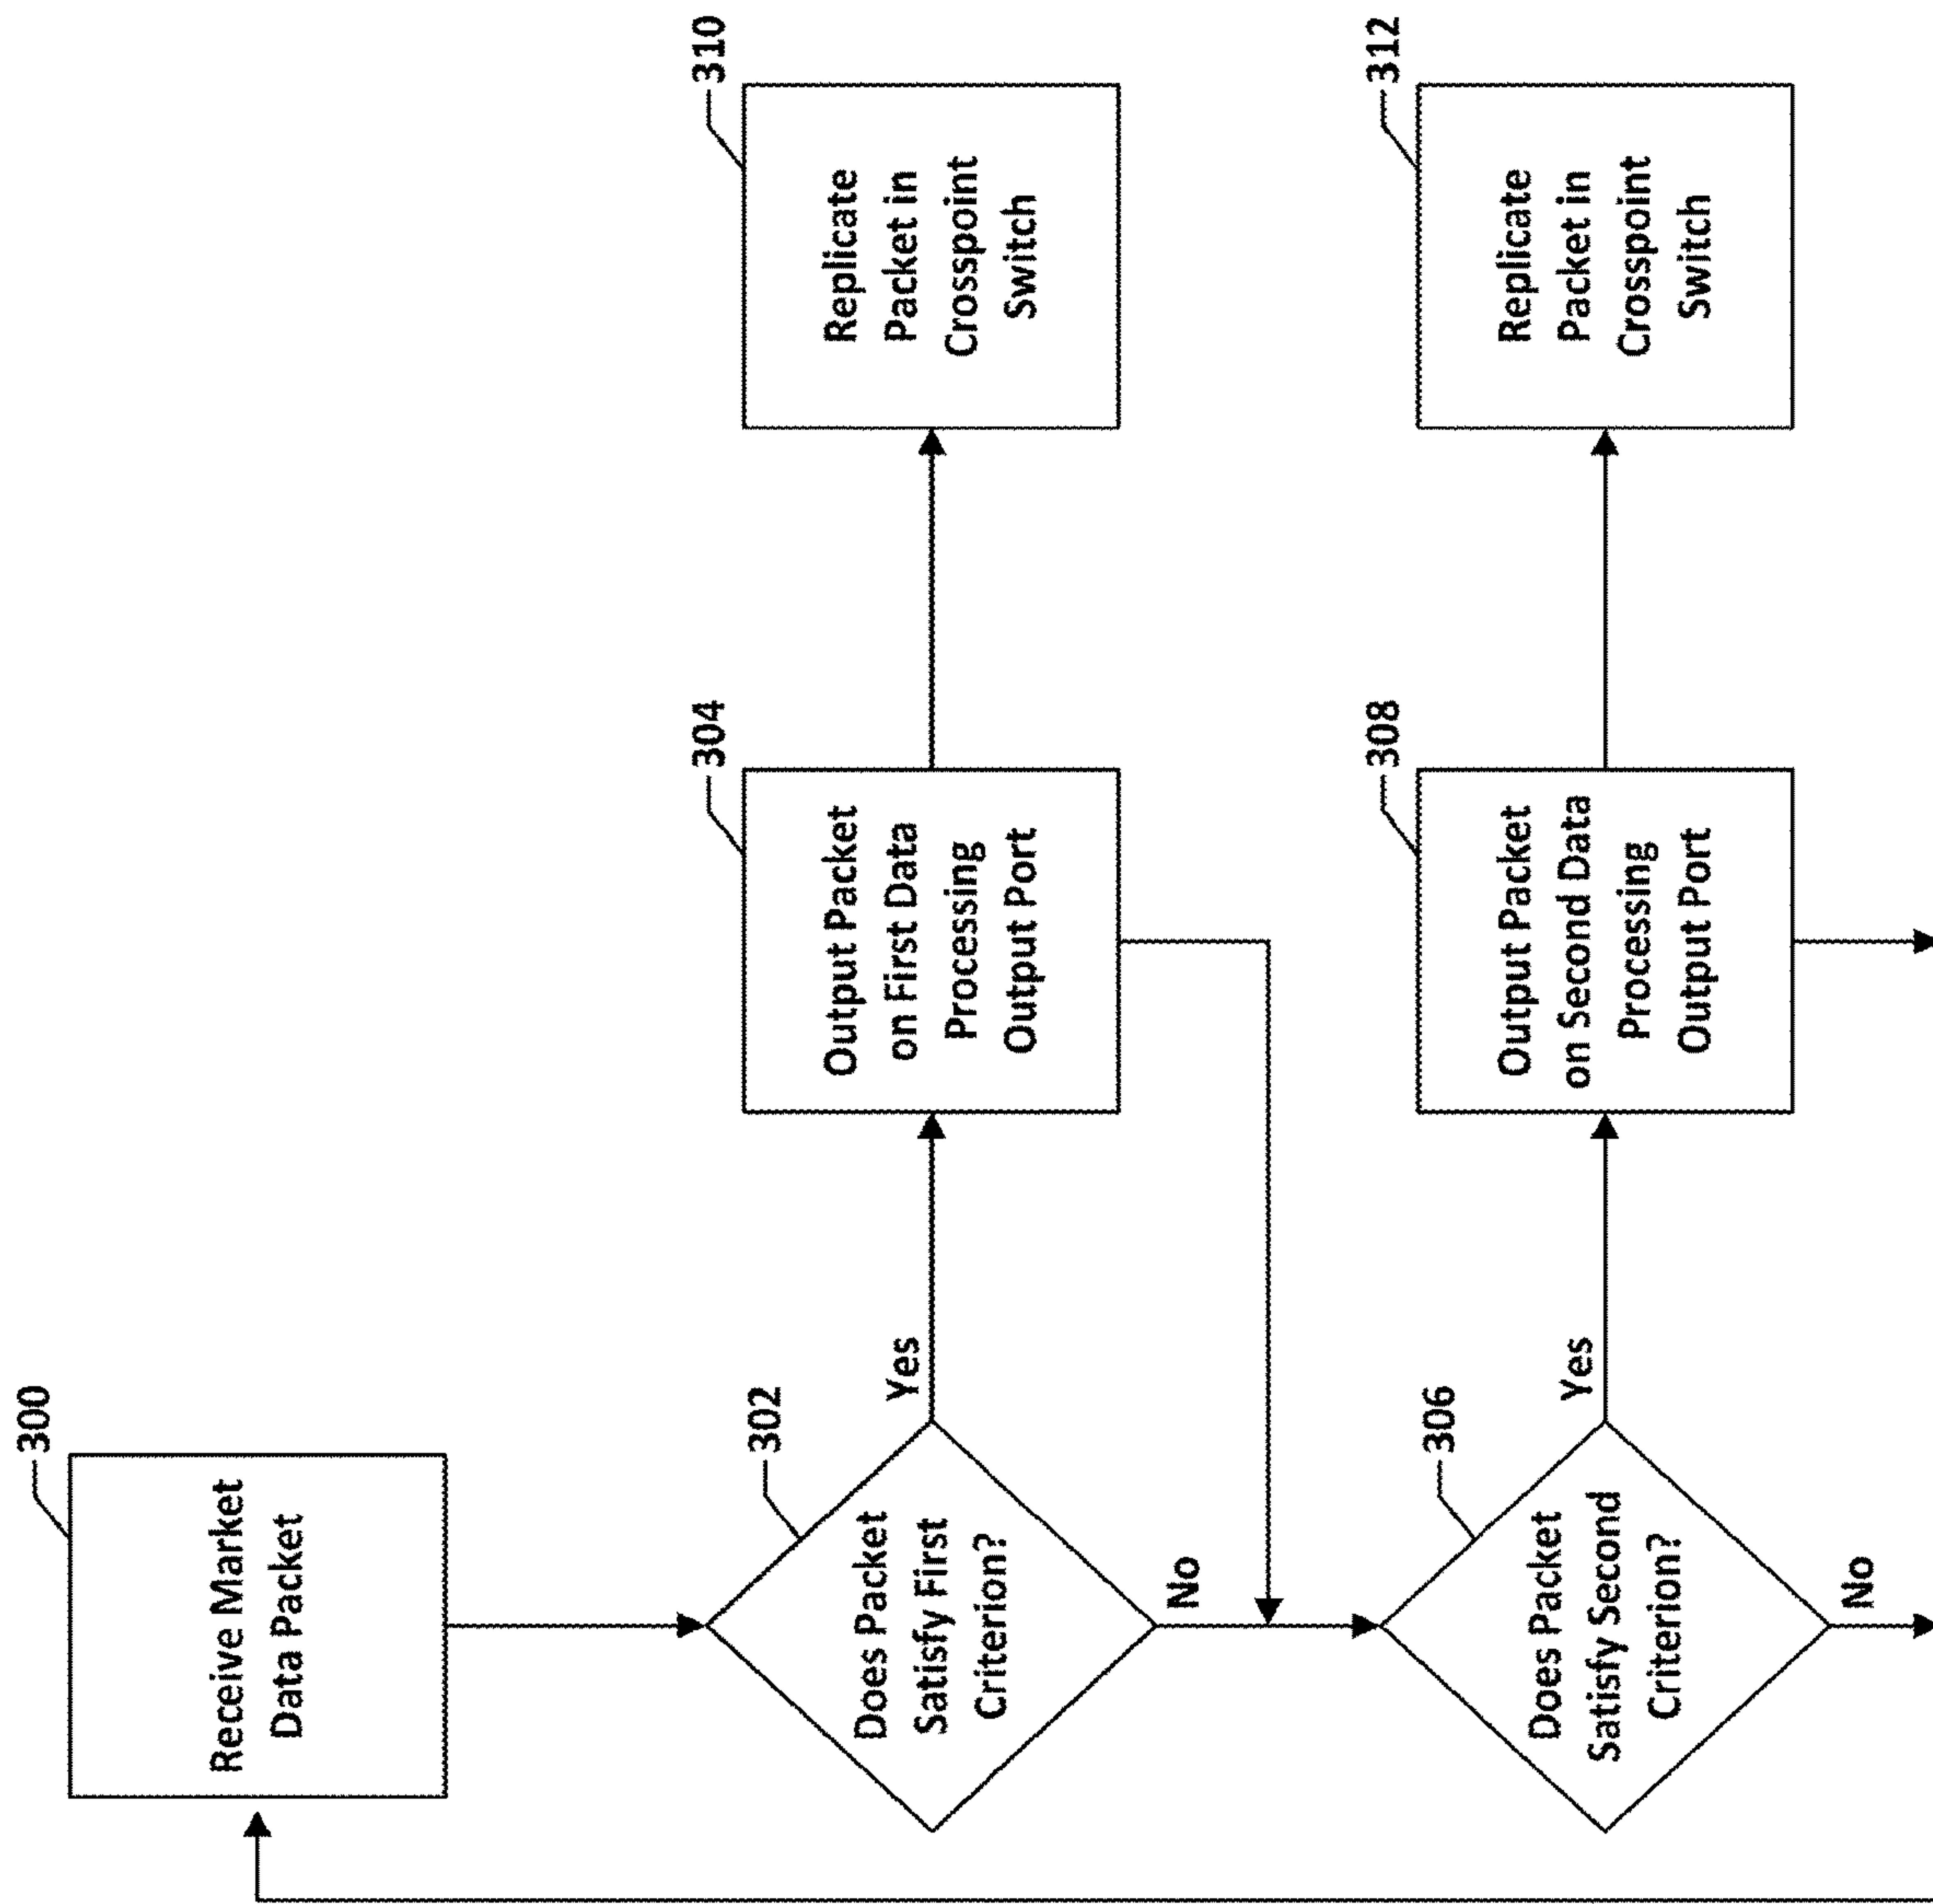 300
Receive Market
Data Packet
302
Does Packet
Satisfy First
Criterion?
Yes
No
304
Output Packet
on First Data
Processing
Output Port
310
Replicate
Packet in
Crosspoint
Switch
306
Does Packet
Satisfy Second
Criterion?
Yes
No
308
Output Packet
on Second Data
Processing
Output Port
312
Replicate
Packet in
Crosspoint
Switch